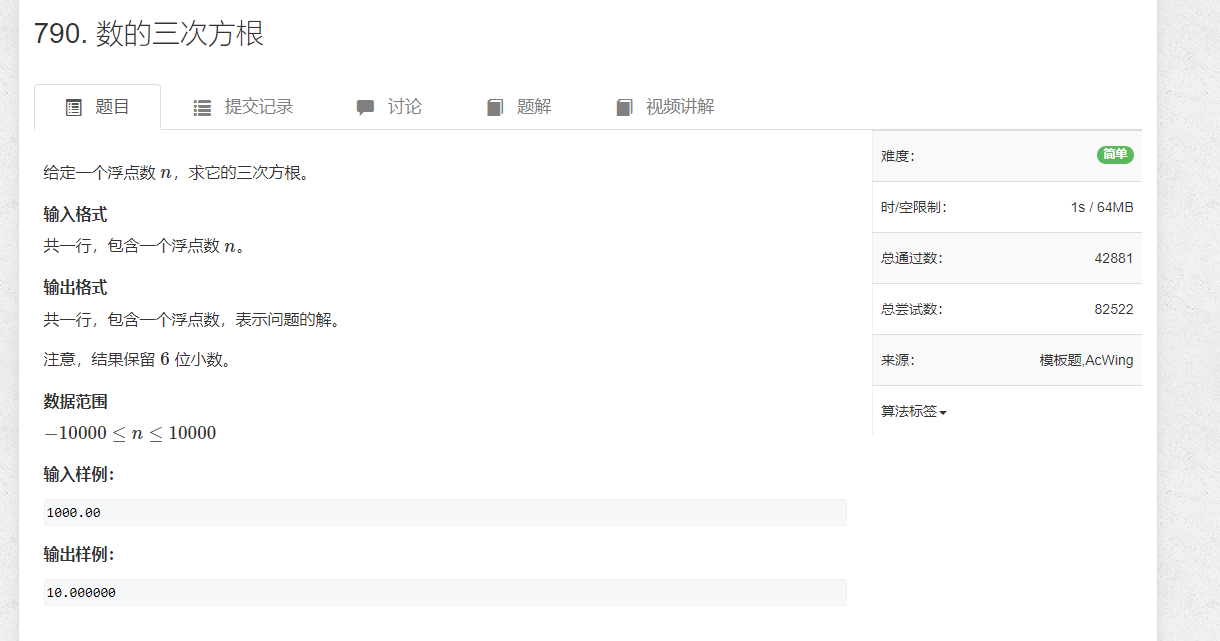 790. 数的三次方根
题目 提交记录 讨论 题解 视频讲解
给定一个浮点数 n，求它的三次方根。
输入格式
共一行，包含一个浮点数 n。
输出格式
共一行，包含一个浮点数，表示问题的解。
注意，结果保留 6 位小数。
数据范围
−10000 ≤ n ≤ 10000
输入样例：
1000.00
输出样例：
10.000000
难度： 简单
时/空限制： 1s / 64MB
总通过数： 42881
总尝试数： 82522
来源： 模板题,AcWing
算法标签